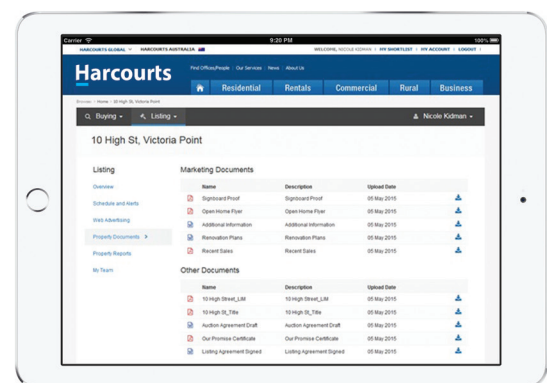 Carrier 9:20 PM 100%
HARCOURTS GLOBAL HARCOURTS AUSTRALIA WELCOME, NICOLE KIDMAN | MY SHORTLIST | MY ACCOUNT | LOGOUT |
Harcourts
Find Offices/People | Our Services | News | About Us
Residential Rentals Commercial Rural Business
Browse > Home > 10 High St, Victoria Point
Buying Listing Nicole Kidman
10 High St, Victoria Point
Listing
Overview
Schedule and Alerts
Web Advertising
Property Documents >
Property Reports
My Team
Marketing Documents
Name Description Upload Date
Signboard Proof Signboard Proof 05 May 2015
Open Home Flyer Open Home Flyer 05 May 2015
Additional Information Additional Information 05 May 2015
Renovation Plans Renovation Plans 05 May 2015
Recent Sales Recent Sales 05 May 2015
Other Documents
Name Description Upload Date
10 High Street_LIM 10 High Street_LIM 05 May 2015
10 High St_Title 10 High St_Title 05 May 2015
Auction Agreement Draft Auction Agreement Draft 05 May 2015
Our Promise Certificate Our Promise Certificate 05 May 2015
Listing Agreement Signed Listing Agreement Signed 05 May 2015